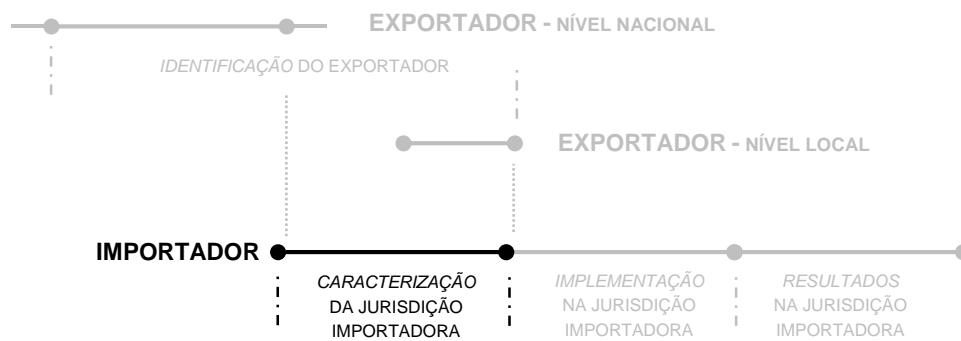 EXPORTADOR - NÍVEL NACIONAL
IDENTIFICAÇÃO DO EXPORTADOR
EXPORTADOR - NÍVEL LOCAL
IMPORTADOR
CARACTERIZAÇÃO
DA JURISDIÇÃO
IMPORTADORA
IMPLEMENTAÇÃO
NA JURISDIÇÃO
IMPORTADORA
RESULTADOS
NA JURISDIÇÃO
IMPORTADORA